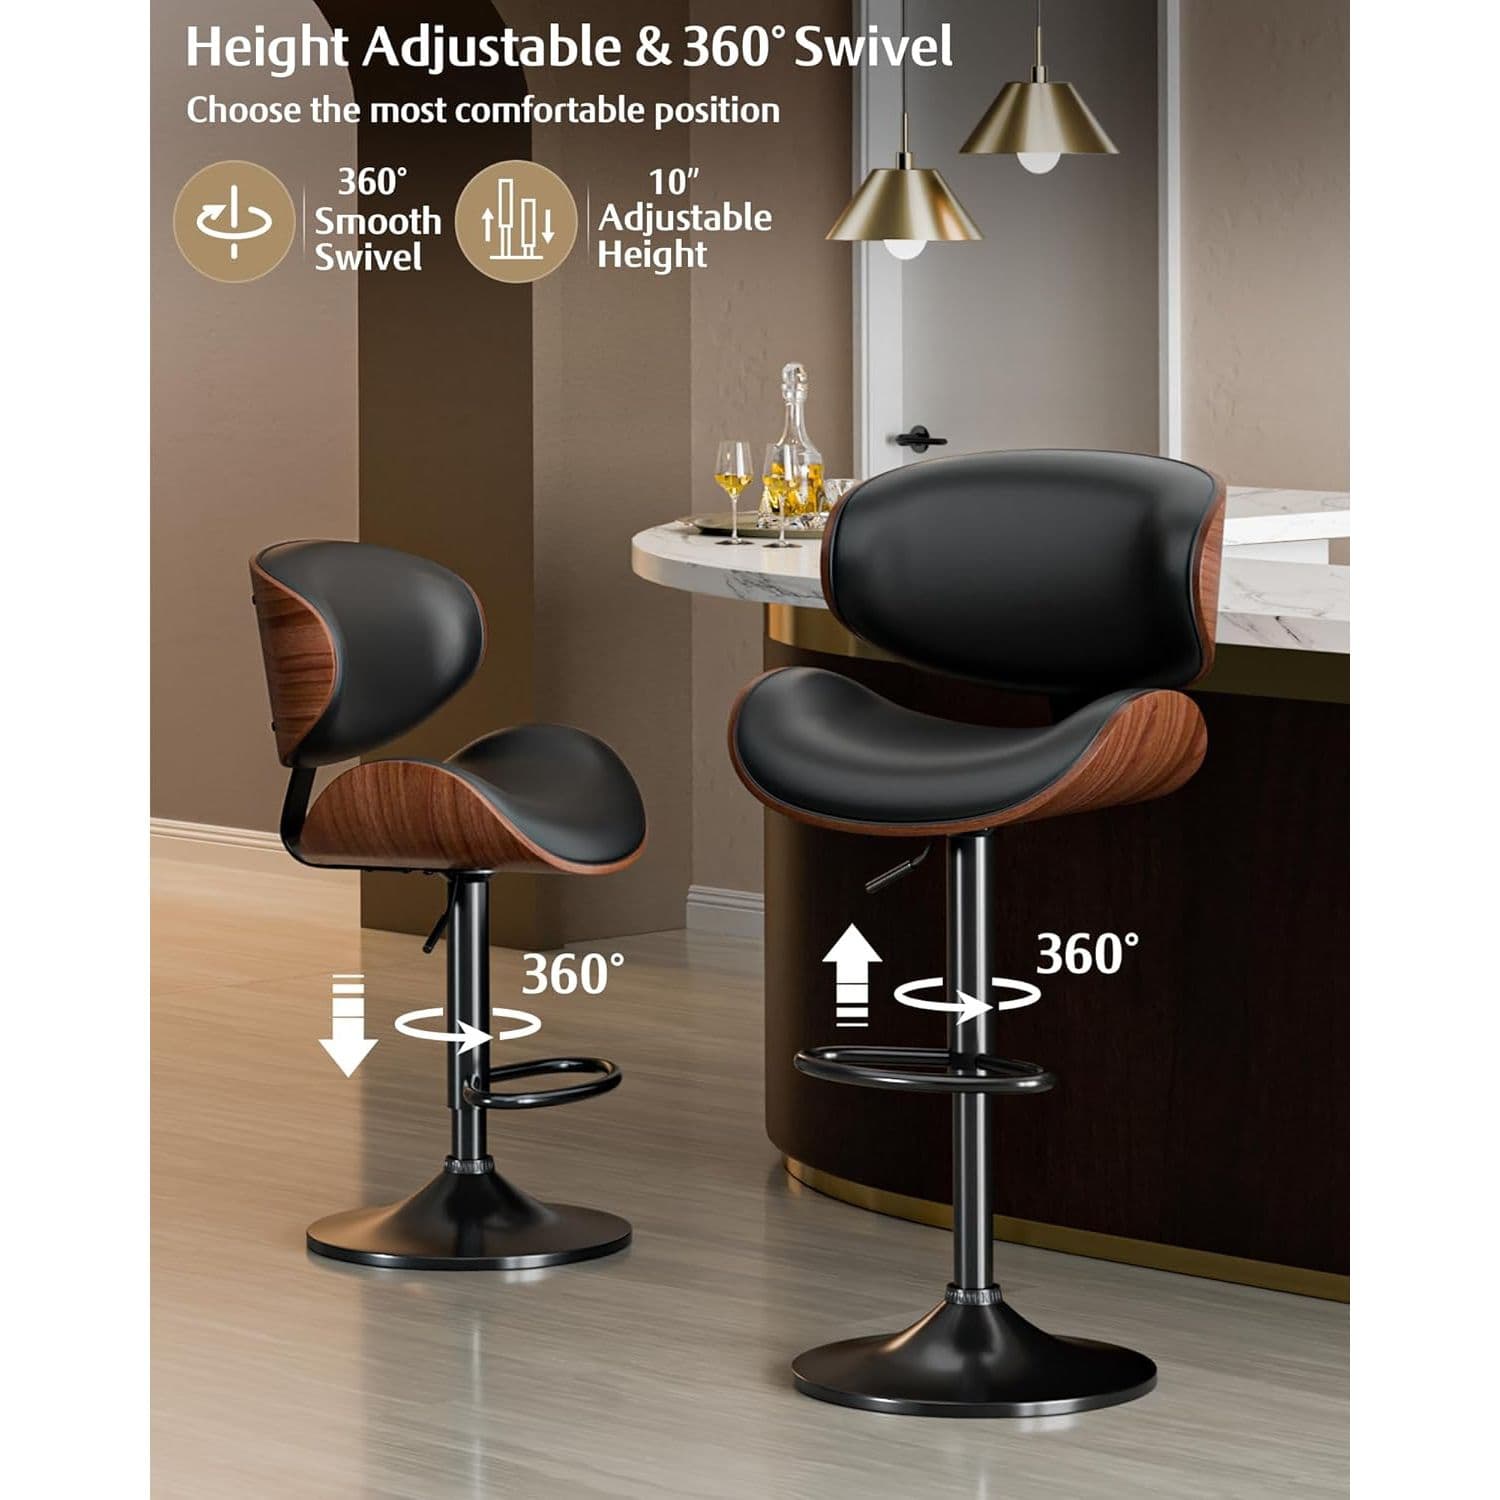 Height Adjustable & 360° Swivel
Choose the most comfortable position
360°
Smooth
Swivel
10"
Adjustable
Height
360°
360°